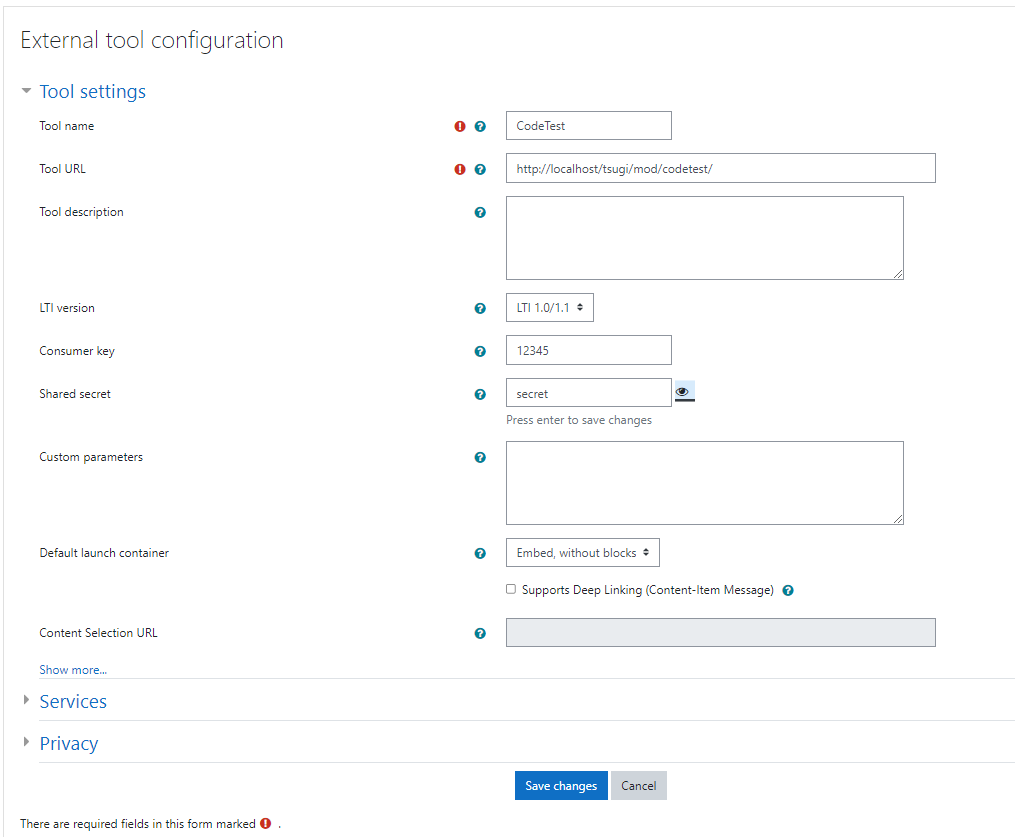 External tool configuration
Tool settings
Tool name
CodeTest
Tool URL
http://localhost/tsugi/mod/codetest/
Tool description
LTI version
LTI 1.0/1.1
Consumer key
12345
Shared secret
secret
Press enter to save changes
Custom parameters
Default launch container
Embed, without blocks
Supports Deep Linking (Content-Item Message)
Content Selection URL
Show more...
Services
Privacy
Save changes
Cancel
There are required fields in this form marked .